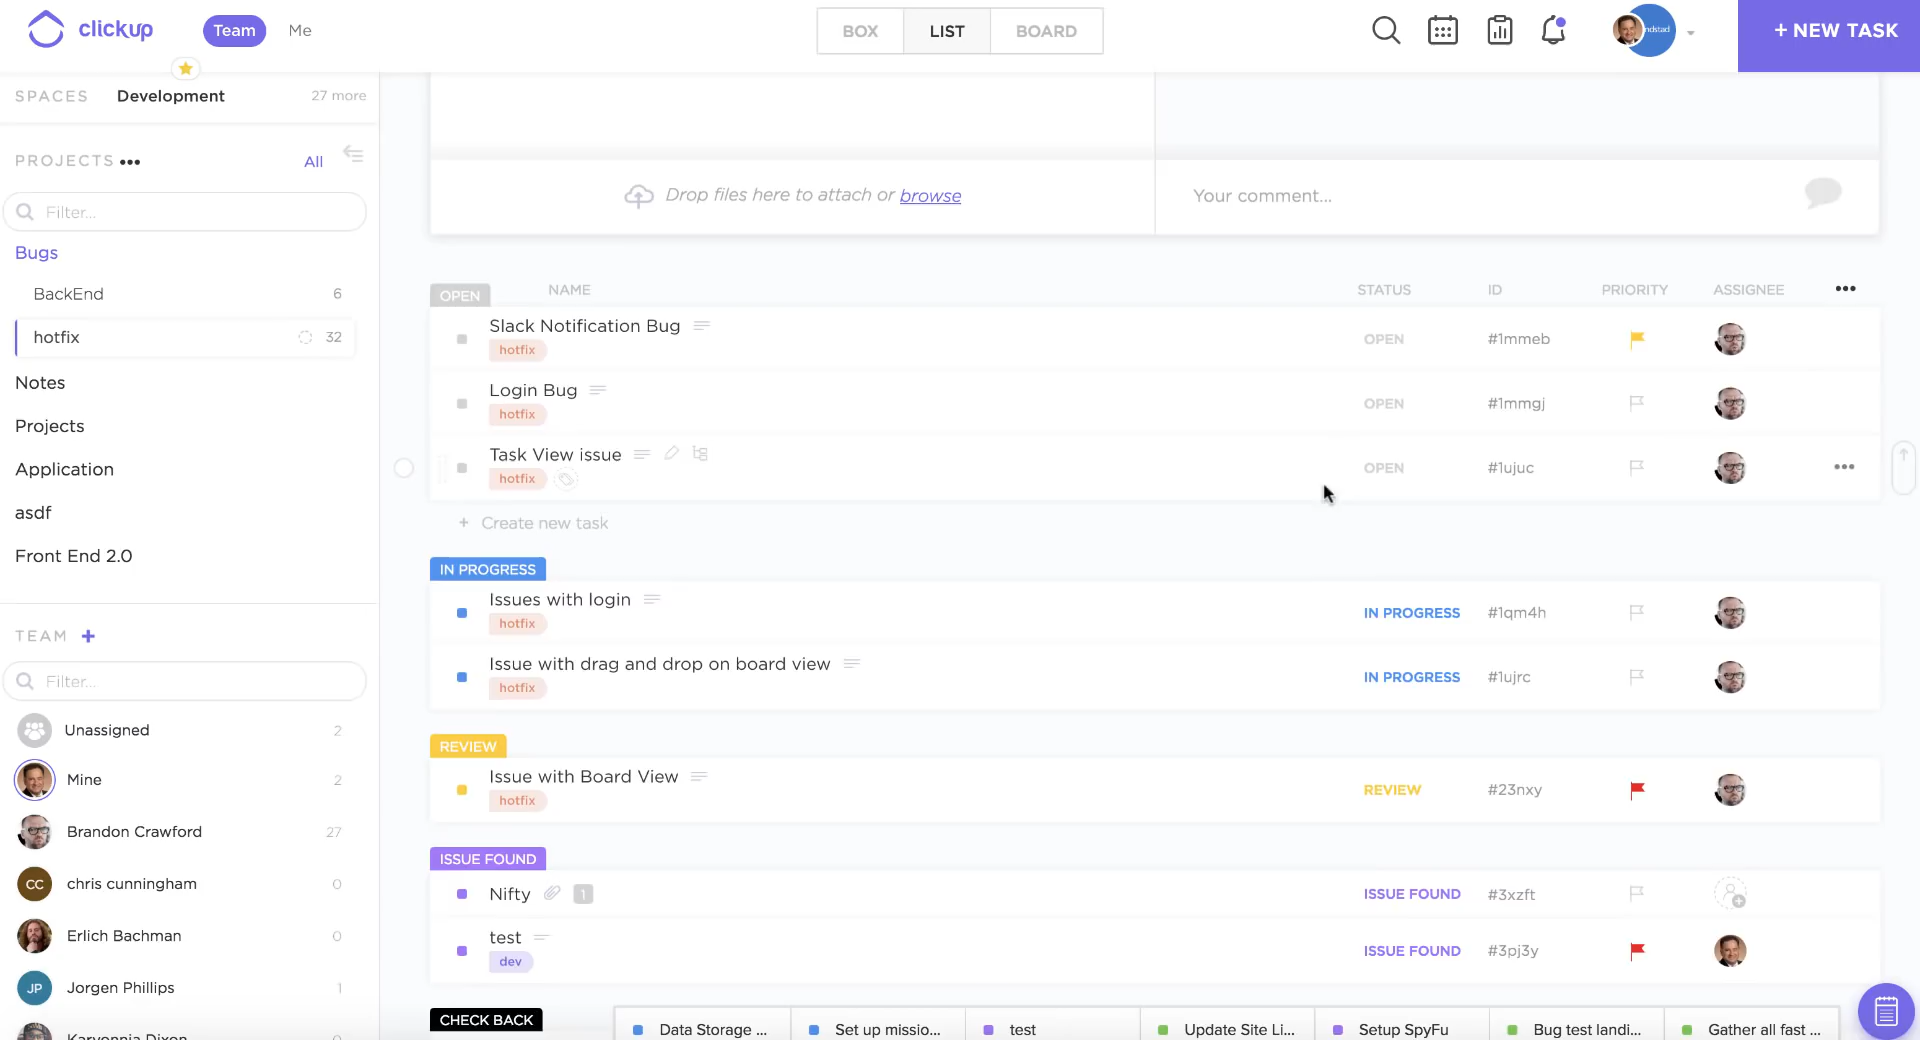 clickup
Team
Me
BOX
LIST
BOARD
ndstad
+ NEW TASK
SPACES
Development
27 more
PROJECTS •••
All
Filter...
Bugs
BackEnd
6
hotfix
32
Notes
Projects
Application
asdf
Front End 2.0
TEAM +
Filter...
Unassigned
2
Mine
2
Brandon Crawford
27
CC
chris cunningham
0
Erlich Bachman
0
JP
Jorgen Phillips
1
Drop files here to attach or browse
Your comment...
OPEN
NAME
STATUS
ID
PRIORITY
ASSIGNEE
•••
Slack Notification Bug
hotfix
OPEN
#1mmeb
Login Bug
hotfix
OPEN
#1mmgj
Task View issue
hotfix
OPEN
#1ujuc
•••
+ Create new task
IN PROGRESS
Issues with login
hotfix
IN PROGRESS
#1qm4h
Issue with drag and drop on board view
hotfix
IN PROGRESS
#1ujrc
REVIEW
Issue with Board View
hotfix
REVIEW
#23nxy
ISSUE FOUND
Nifty
1
ISSUE FOUND
#3xzft
test
dev
ISSUE FOUND
#3pj3y
CHECK BACK
Data Storage ...
Set up missio...
test
Update Site Li...
Setup SpyFu
Bug test landi...
Gather all fast ...